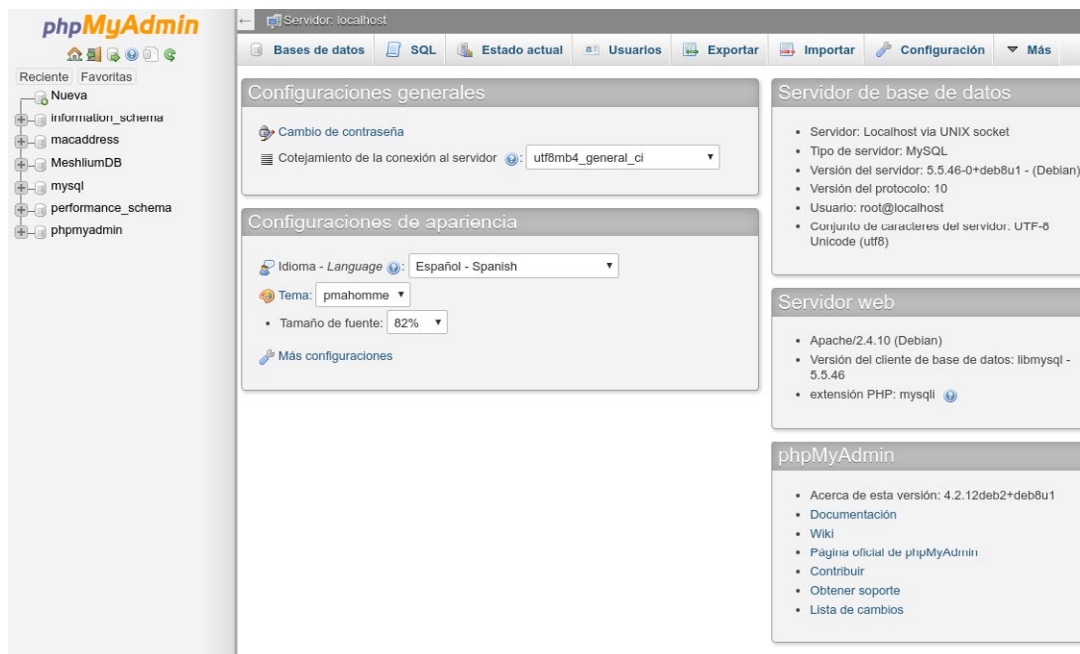 phpMyAdmin
Reciente Favoritas
Nueva
information_schema
macaddress
MeshliumDB
mysql
performance_schema
phpmyadmin
Servidor: localhost
Bases de datos SQL Estado actual Usuarios Exportar Importar Configuración Más
Configuraciones generales
Cambio de contraseña
Cotejamiento de la conexión al servidor : utf8mb4_general_ci
Configuraciones de apariencia
Idioma - Language : Español - Spanish
Tema: pmahomme
• Tamaño de fuente: 82%
Más configuraciones
Servidor de base de datos
• Servidor: Localhost via UNIX socket
• Tipo de servidor: MySQL
• Versión del servidor: 5.5.46-0+deb8u1 - (Debian)
• Versión del protocolo: 10
• Usuario: root@localhost
• Conjunto de caracteres del servidor: UTF-8
Unicode (utf8)
Servidor web
• Apache/2.4.10 (Debian)
• Versión del cliente de base de datos: libmysql -
5.5.46
• extensión PHP: mysqli
phpMyAdmin
• Acerca de esta versión: 4.2.12deb2+deb8u1
• Documentación
• Wiki
• Página oficial de phpMyAdmin
• Contribuir
• Obtener soporte
• Lista de cambios